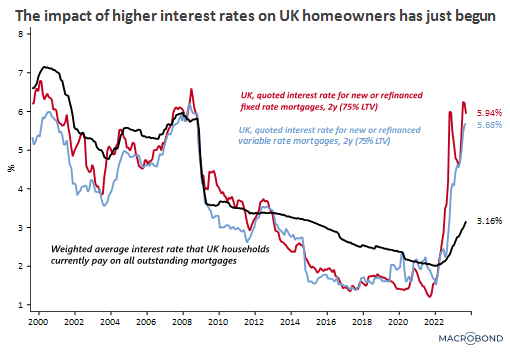 The impact of higher interest rates on UK homeowners has just begun
8
7
6
5
4
3
2
1
%
UK, quoted interest rate for new or refinanced
fixed rate mortgages, 2y (75% LTV)
UK, quoted interest rate for new or refinanced
variable rate mortgages, 2y (75% LTV)
5.94%
5.68%
3.16%
Weighted average interest rate that UK households
currently pay on all outstanding mortgages
2000 2002 2004 2006 2008 2010 2012 2014 2016 2018 2020 2022
MACROBOND